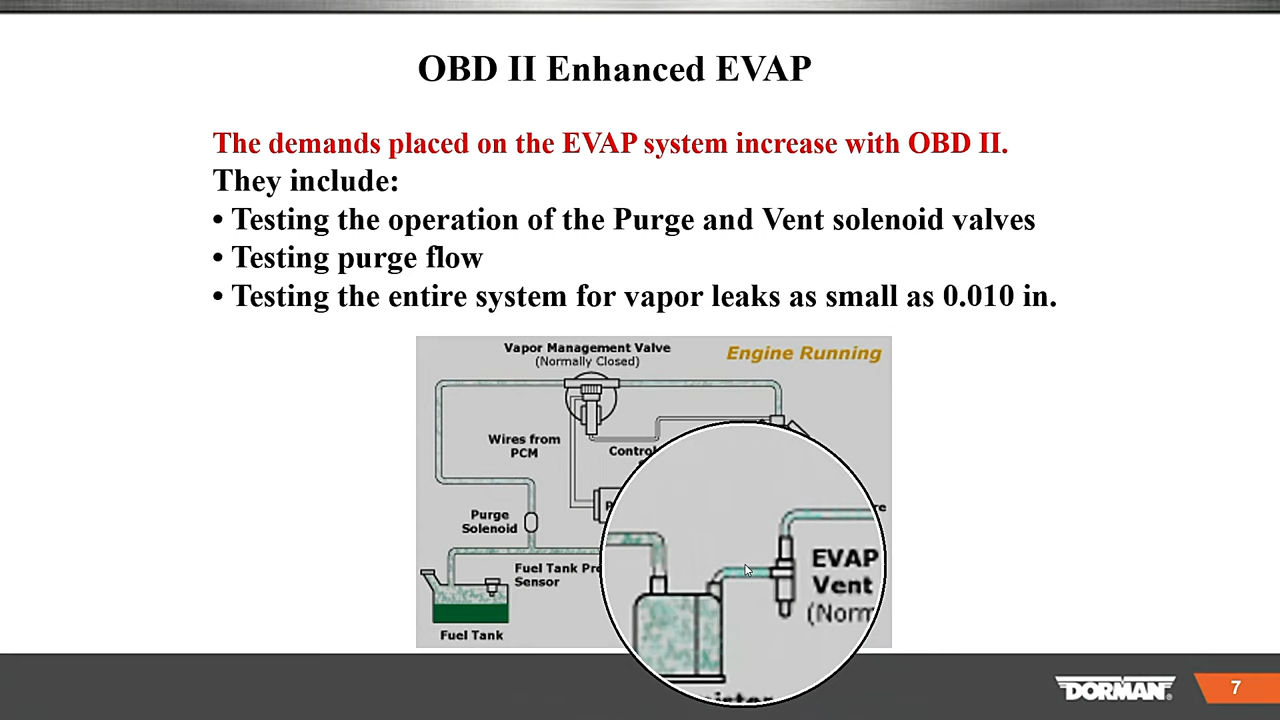 OBD II Enhanced EVAP
The demands placed on the EVAP system increase with OBD II.
They include:
• Testing the operation of the Purge and Vent solenoid valves
• Testing purge flow
• Testing the entire system for vapor leaks as small as 0.010 in.
Vapor Management Valve
(Normally Closed)
Engine Running
Wires from
PCM
Control
Purge
Solenoid
Fuel Tank Pre
Sensor
Fuel Tank
EVAP
Vent
(Norm
DORMAN
7